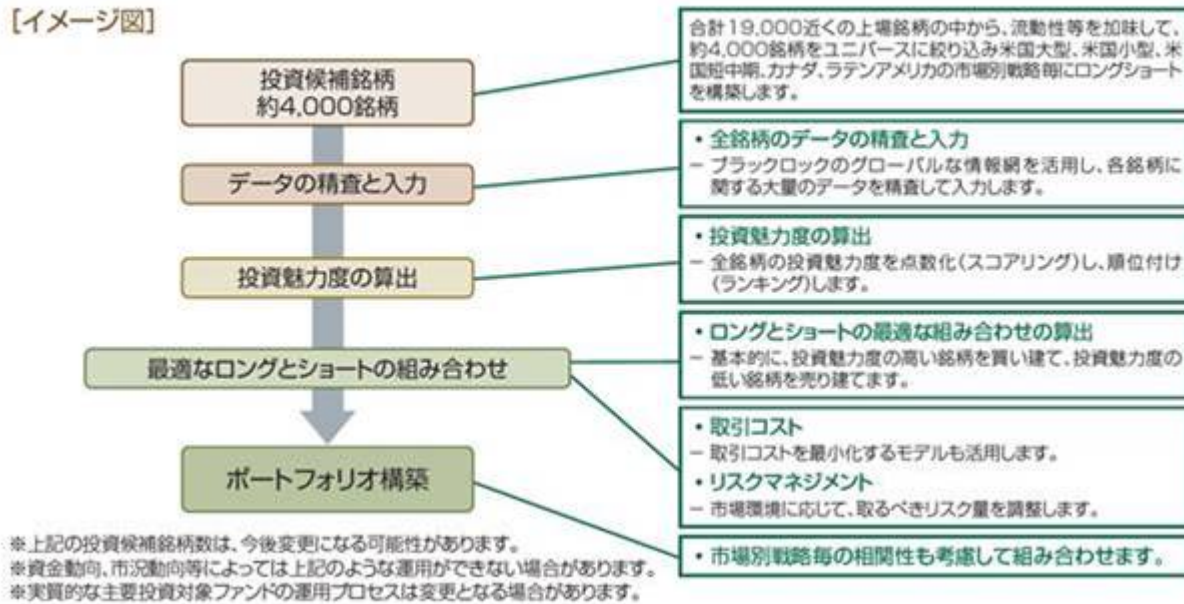 [イメージ図]
投資候補銘柄
約4,000銘柄
データの精査と入力
投資魅力度の算出
最適なロングとショートの組み合わせ
ポートフォリオ構築
合計19,000近くの上場銘柄の中から、流動性等を加味して、
約4,000銘柄をユニバースに絞り込み米国大型、米国小型、米
国短中期、カナダ、ラテンアメリカの市場別戦略毎にロングショート
を構築します。
・全銘柄のデータの精査と入力
− ブラックロックのグローバルな情報網を活用し、各銘柄に
関する大量のデータを精査して入力します。
・投資魅力度の算出
− 全銘柄の投資魅力度を点数化(スコアリング)し、順位付け
(ランキング)します。
・ロングとショートの最適な組み合わせの算出
− 基本的に、投資魅力度の高い銘柄を買い建て、投資魅力度の
低い銘柄を売り建てます。
・取引コスト
− 取引コストを最小化するモデルも活用します。
・リスクマネジメント
− 市場環境に応じて、取るべきリスク量を調整します。
・市場別戦略毎の相関性も考慮して組み合わせます。
※上記の投資候補銘柄数は、今後変更になる可能性があります。
※資金動向、市況動向等によっては上記のような運用ができない場合があります。
※実質的な主要投資対象ファンドの運用プロセスは変更となる場合があります。